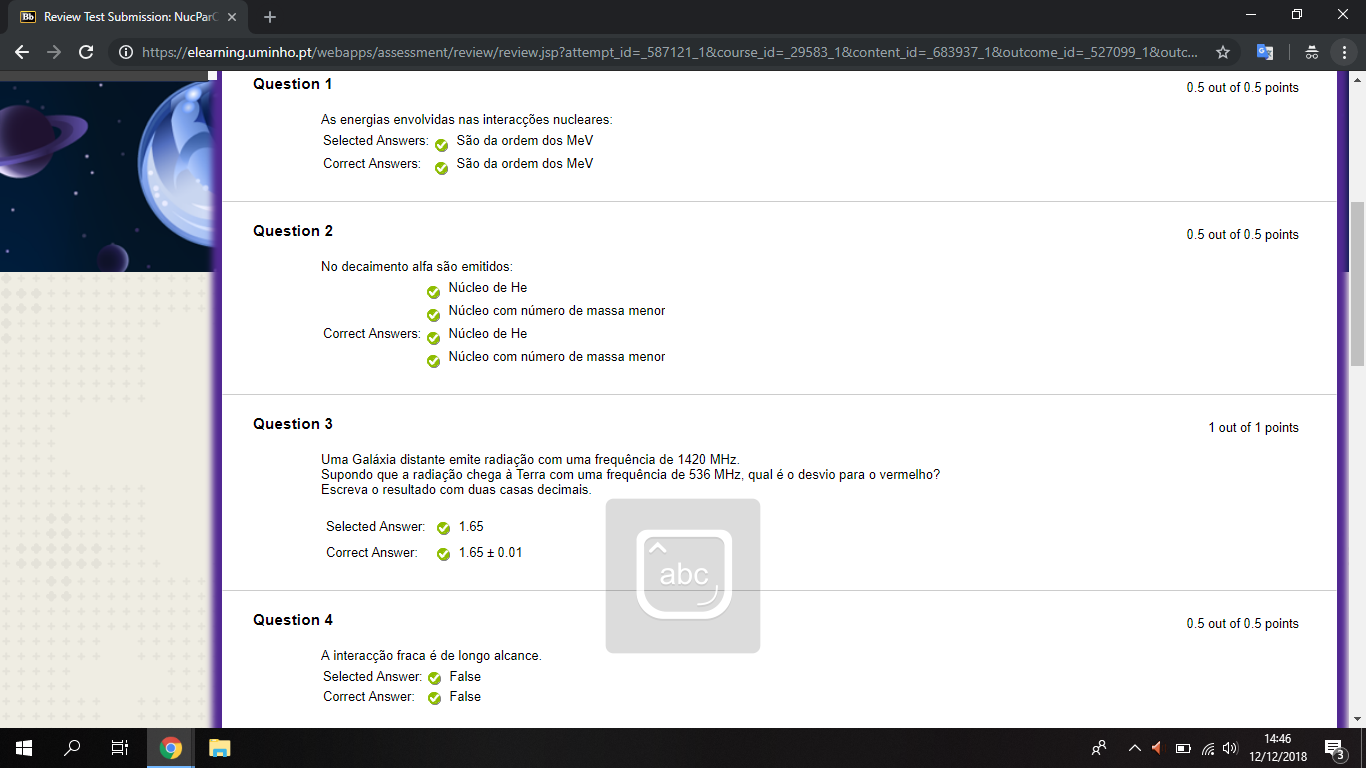 Review Test Submission: NucParC
https://elearning.uminho.pt/webapps/assessment/review/review.jsp?attempt_id=_587121_1&course_id=_29583_1&content_id=_683937_1&outcome_id=_527099_1&outc...
Question 1
0.5 out of 0.5 points
As energias envolvidas nas interacções nucleares:
Selected Answers: São da ordem dos MeV
Correct Answers: São da ordem dos MeV
Question 2
0.5 out of 0.5 points
No decaimento alfa são emitidos:
Núcleo de He
Núcleo com número de massa menor
Correct Answers: Núcleo de He
Núcleo com número de massa menor
Question 3
1 out of 1 points
Uma Galáxia distante emite radiação com uma frequência de 1420 MHz.
Supondo que a radiação chega à Terra com uma frequência de 536 MHz, qual é o desvio para o vermelho?
Escreva o resultado com duas casas decimais.
Selected Answer: 1.65
Correct Answer: 1.65 ± 0.01
abc
Question 4
0.5 out of 0.5 points
A interacção fraca é de longo alcance.
Selected Answer: False
Correct Answer: False
14:46
12/12/2018
3